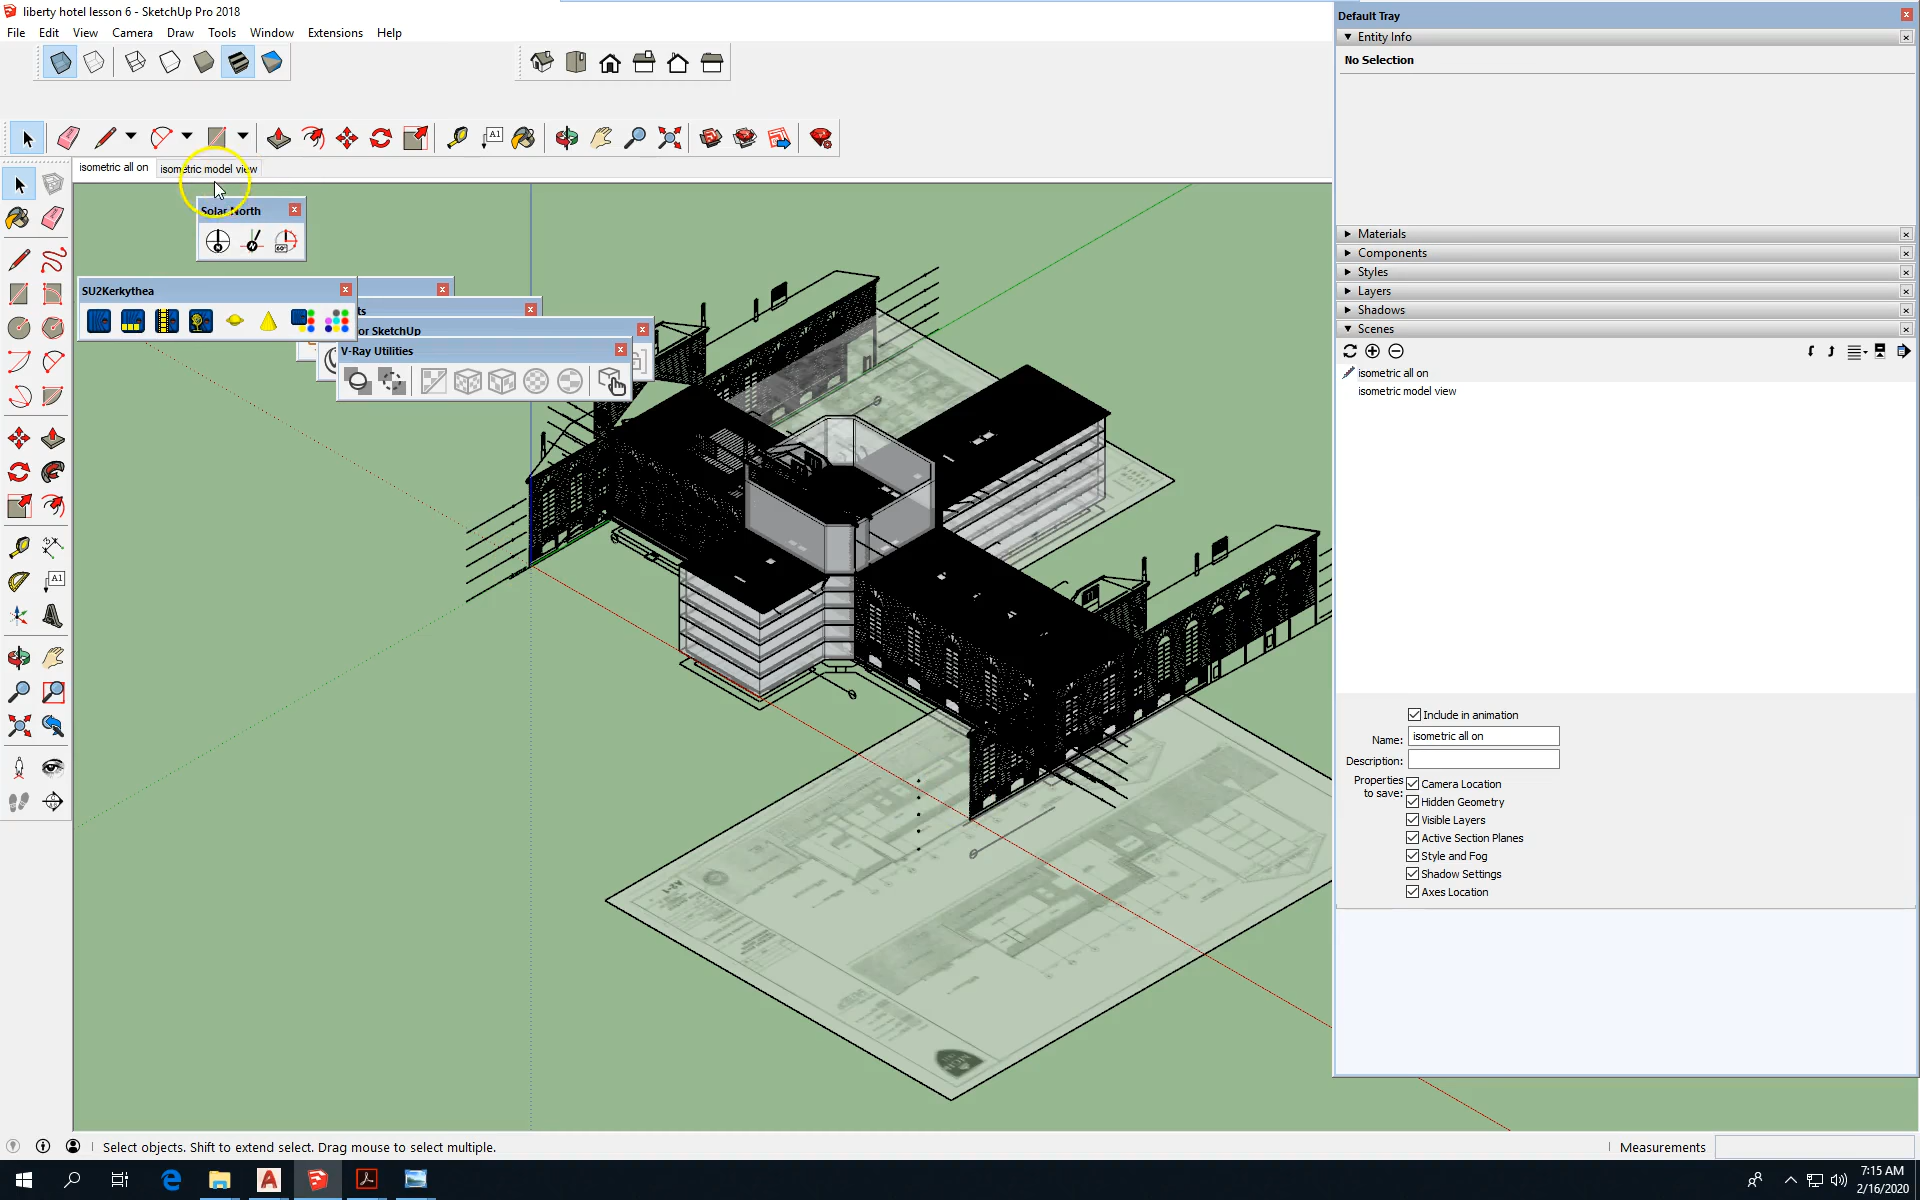 liberty hotel lesson 6 - SketchUp Pro 2018
File Edit View Camera Draw Tools Window Extensions Help
Default Tray
Entity Info
No Selection
isometric all on
isometric model view
Solar North
SU2Kerkythea
ts
or SketchUp
V-Ray Utilities
Materials
Components
Styles
Layers
Shadows
Scenes
isometric all on
isometric model view
Include in animation
Name: isometric all on
Description:
Properties to save:
Camera Location
Hidden Geometry
Visible Layers
Active Section Planes
Style and Fog
Shadow Settings
Axes Location
Select objects. Shift to extend select. Drag mouse to select multiple.
Measurements
7:15 AM
2/16/2020